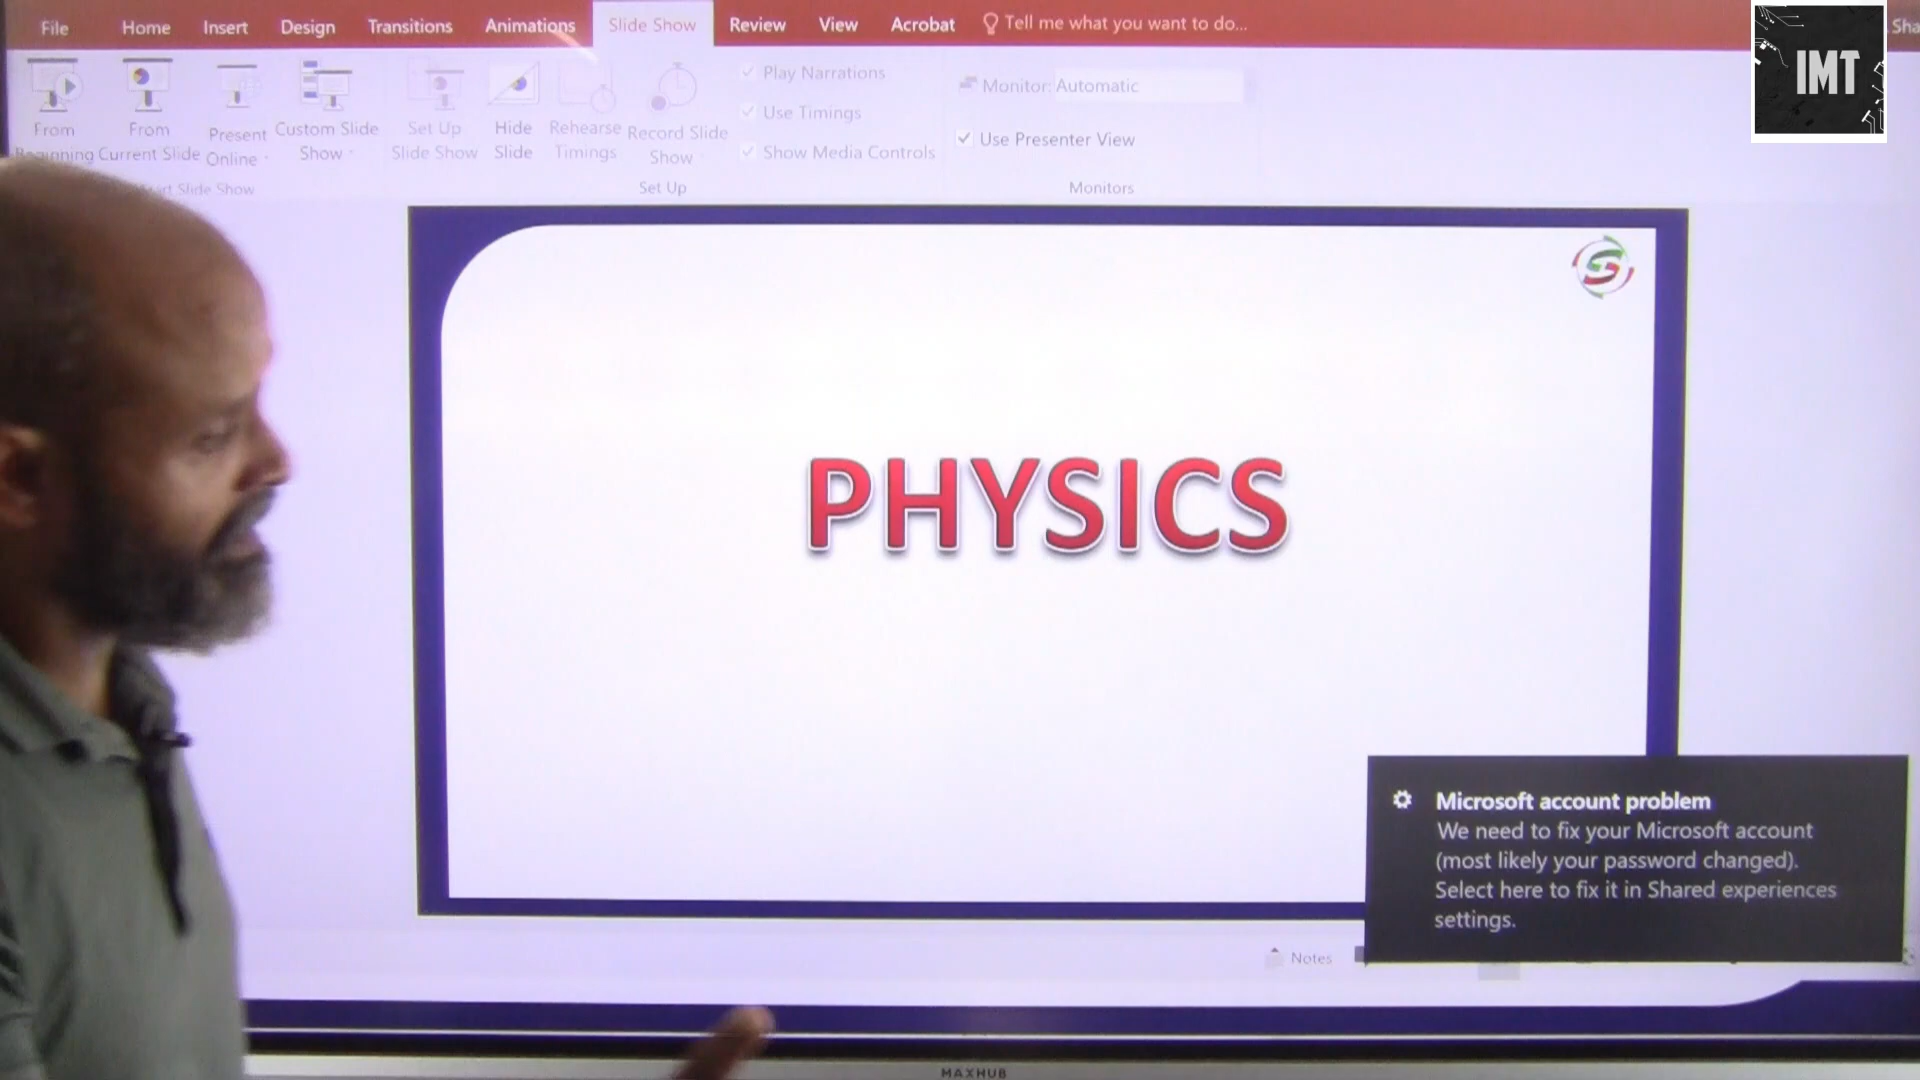 File Home Insert Design Transitions Animations Slide Show Review View Acrobat Tell me what you want to do...
IMT
From Beginning
From Current Slide
Present Online
Custom Slide Show
Set Up Slide Show
Hide Slide
Rehearse Timings
Record Slide Show
Play Narrations
Use Timings
Show Media Controls
Monitor: Automatic
Use Presenter View
Slide Show
Set Up
Monitors
PHYSICS
Microsoft account problem
We need to fix your Microsoft account
(most likely your password changed).
Select here to fix it in Shared experiences
settings.
Notes
MAXHUB